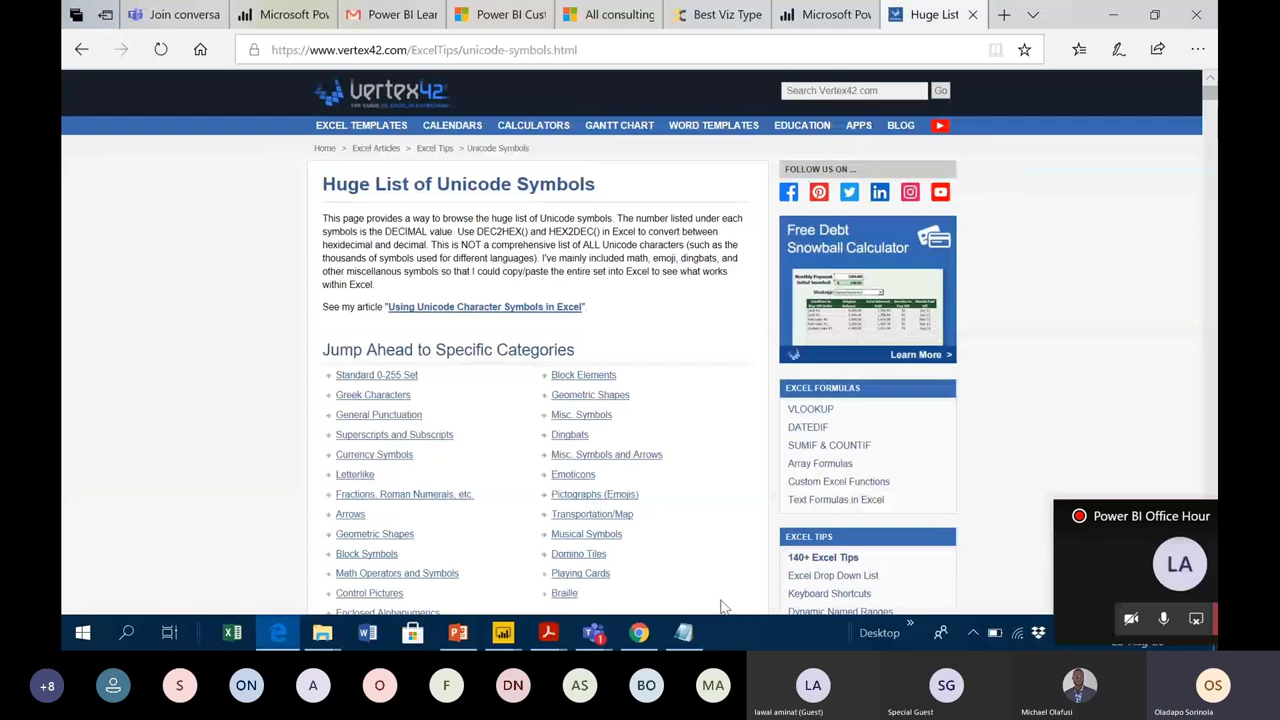 Join conversa
Microsoft Pov
Power BI Lear
Power BI Cust
All consulting
Best Viz Type
Microsoft Pov
Huge List
https://www.vertex42.com/ExcelTips/unicode-symbols.html
vertex42
Search Vertex42.com
Go
EXCEL TEMPLATES CALENDARS CALCULATORS GANTT CHART WORD TEMPLATES EDUCATION APPS BLOG
Home > Excel Articles > Excel Tips > Unicode Symbols
Huge List of Unicode Symbols
This page provides a way to browse the huge list of Unicode symbols. The number listed under each
symbols is the DECIMAL value. Use DEC2HEX() and HEX2DEC() in Excel to convert between
hexidecimal and decimal. This is NOT a comprehensive list of ALL Unicode characters (such as the
thousands of symbols used for different languages). I've mainly included math, emoji, dingbats, and
other miscellaneous symbols so that I could copy/paste the entire set into Excel to see what works
within Excel.
See my article "Using Unicode Character Symbols in Excel".
Jump Ahead to Specific Categories
Standard 0-255 Set
Greek Characters
General Punctuation
Superscripts and Subscripts
Currency Symbols
Letterlike
Fractions, Roman Numerals, etc.
Arrows
Geometric Shapes
Block Symbols
Math Operators and Symbols
Control Pictures
Enclosed Alphanumerics
Block Elements
Geometric Shapes
Misc. Symbols
Dingbats
Misc. Symbols and Arrows
Emoticons
Pictographs (Emojis)
Transportation/Map
Musical Symbols
Domino Tiles
Playing Cards
Braille
FOLLOW US ON ...
Free Debt
Snowball Calculator
Learn More >
EXCEL FORMULAS
VLOOKUP
DATEDIF
SUMIF & COUNTIF
Array Formulas
Custom Excel Functions
Text Formulas in Excel
EXCEL TIPS
140+ Excel Tips
Excel Drop Down List
Keyboard Shortcuts
Dynamic Named Ranges
Power BI Office Hour
LA
Desktop
+8
S
ON
A
O
F
DN
AS
BO
MA
LA
lawal aminat (Guest)
SG
Special Guest
Michael Olafusi
OS
Oladapo Sorinola